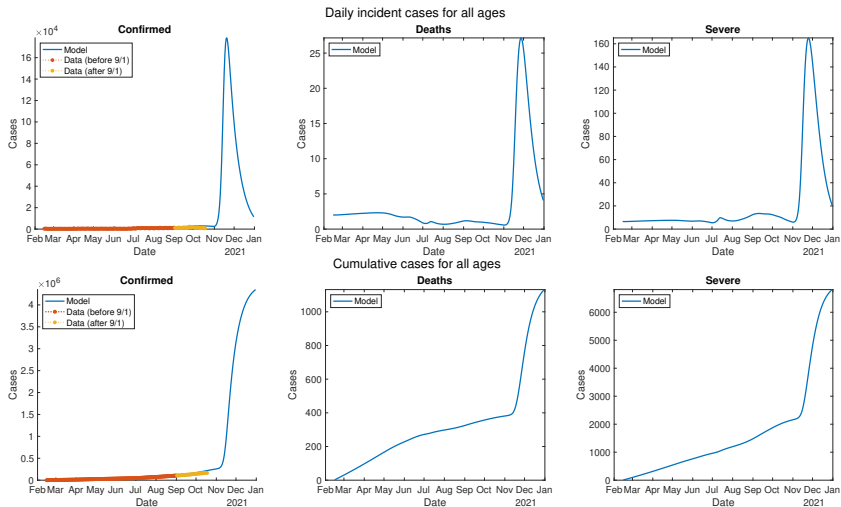 Daily incident cases for all ages
Confirmed
×10^4
16
14
12
10
8
6
4
2
0
Cases
Model
Data (before 9/1)
Data (after 9/1)
Feb Mar Apr May Jun Jul Aug Sep Oct Nov Dec Jan
Date
2021
Deaths
25
20
15
10
5
0
Cases
Model
Feb Mar Apr May Jun Jul Aug Sep Oct Nov Dec Jan
Date
2021
Severe
160
140
120
100
80
60
40
20
0
Cases
Model
Feb Mar Apr May Jun Jul Aug Sep Oct Nov Dec Jan
Date
2021
Cumulative cases for all ages
Confirmed
×10^6
4
3.5
3
2.5
2
1.5
1
0.5
0
Cases
Model
Data (before 9/1)
Data (after 9/1)
Feb Mar Apr May Jun Jul Aug Sep Oct Nov Dec Jan
Date
2021
Deaths
1000
800
600
400
200
0
Cases
Model
Feb Mar Apr May Jun Jul Aug Sep Oct Nov Dec Jan
Date
2021
Severe
6000
5000
4000
3000
2000
1000
0
Cases
Model
Feb Mar Apr May Jun Jul Aug Sep Oct Nov Dec Jan
Date
2021